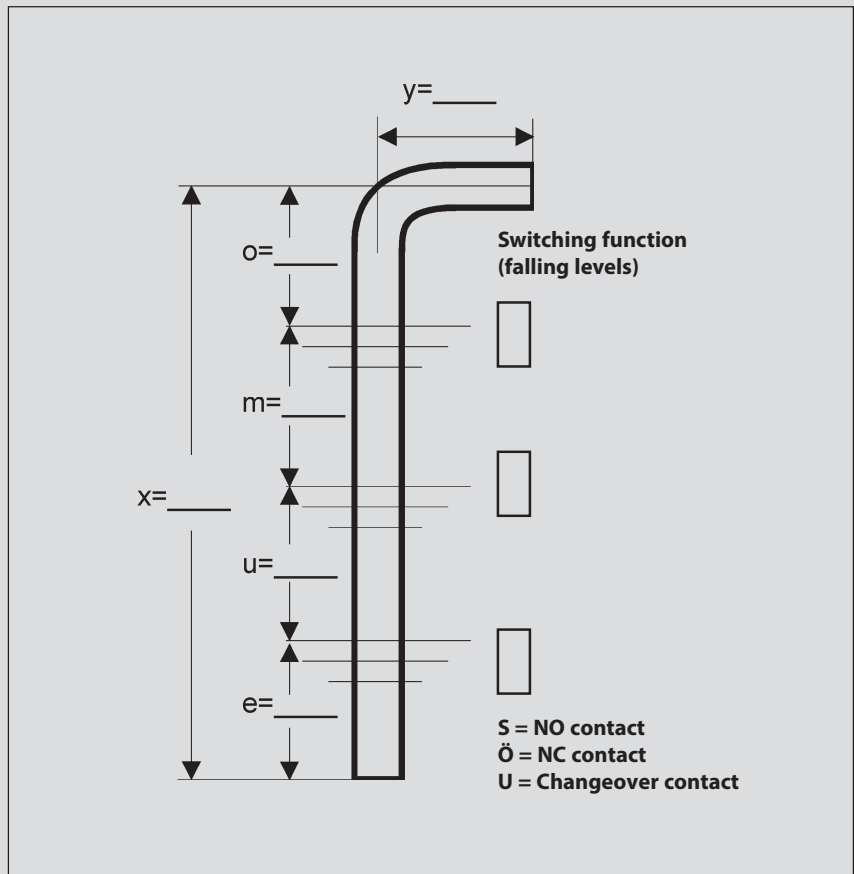 y=____
o=____
Switching function
(falling levels)
m=____
x=____
u=____
e=____
S = NO contact
Ö = NC contact
U = Changeover contact